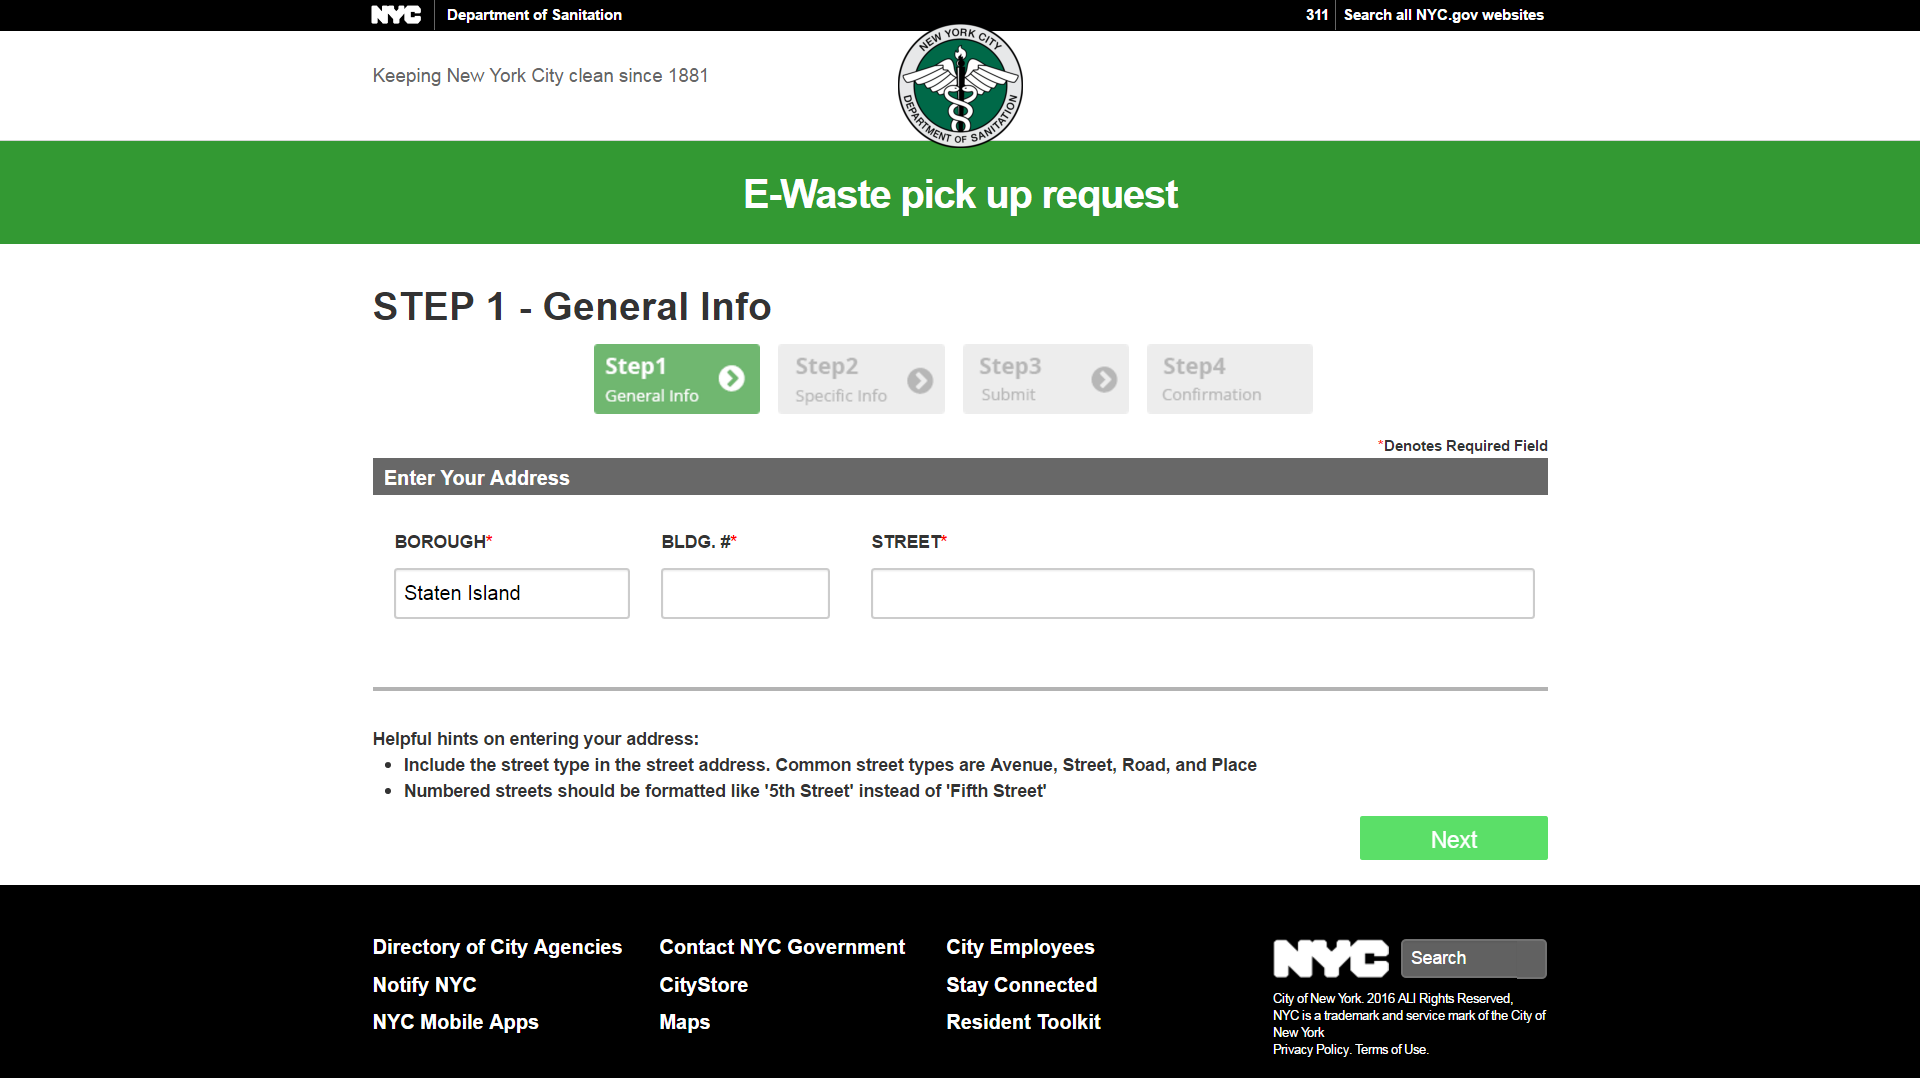 NYC Department of Sanitation 311 Search all NYC.gov websites
Keeping New York City clean since 1881
NEW YORK CITY
DEPARTMENT OF SANITATION
E-Waste pick up request
STEP 1 - General Info
Step1
General Info
Step2
Specific Info
Step3
Submit
Step4
Confirmation
*Denotes Required Field
Enter Your Address
BOROUGH* BLDG. #* STREET*
Staten Island
Helpful hints on entering your address:
• Include the street type in the street address. Common street types are Avenue, Street, Road, and Place
• Numbered streets should be formatted like '5th Street' instead of 'Fifth Street'
Next
Directory of City Agencies
Notify NYC
NYC Mobile Apps
Contact NYC Government
CityStore
Maps
City Employees
Stay Connected
Resident Toolkit
NYC Search
City of New York. 2016 ALl Rights Reserved,
NYC is a trademark and service mark of the City of
New York
Privacy Policy. Terms of Use.